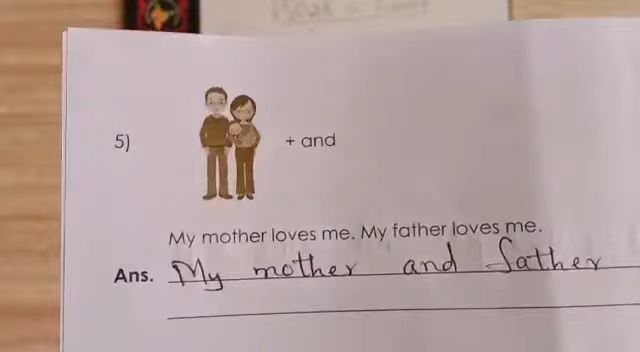 5)
+ and
My mother loves me. My father loves me.
Ans. My mother and father